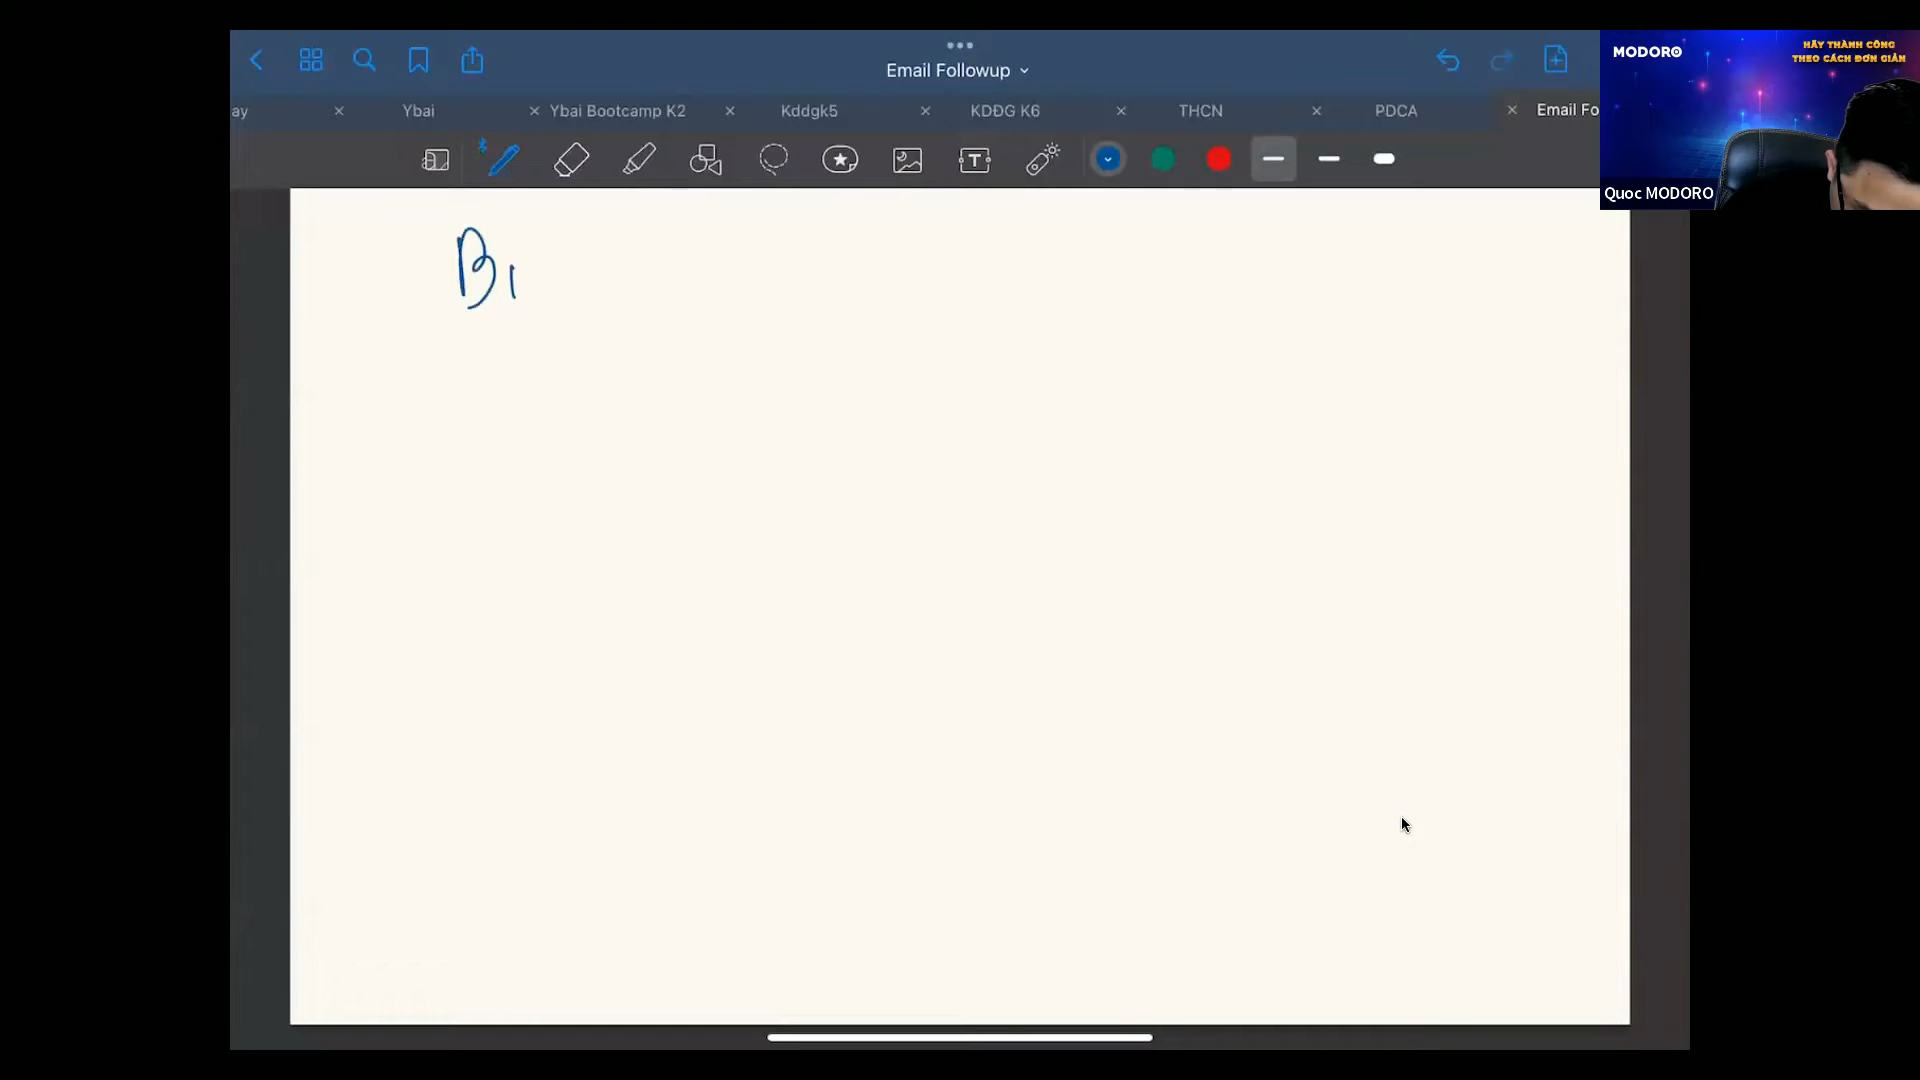 Email Followup
MODORO
HÃY THÀNH CÔNG
THEO CÁCH ĐƠN GIẢN
ay
Ybai
Ybai Bootcamp K2
Kddgk5
KDĐG K6
THCN
PDCA
Email Fo
T
Quoc MODORO
B1